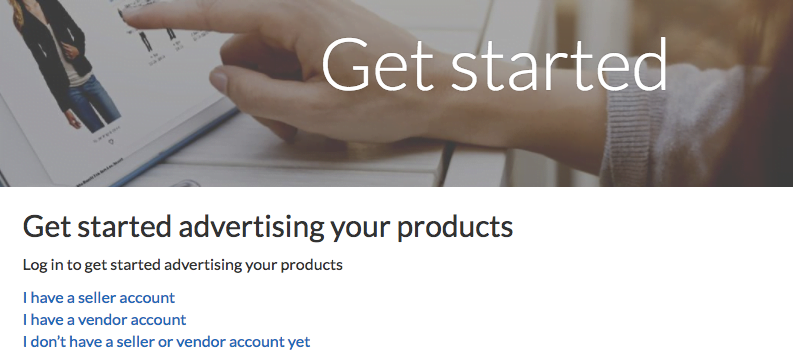 Get started
Get started advertising your products
Log in to get started advertising your products
I have a seller account
I have a vendor account
I don’t have a seller or vendor account yet